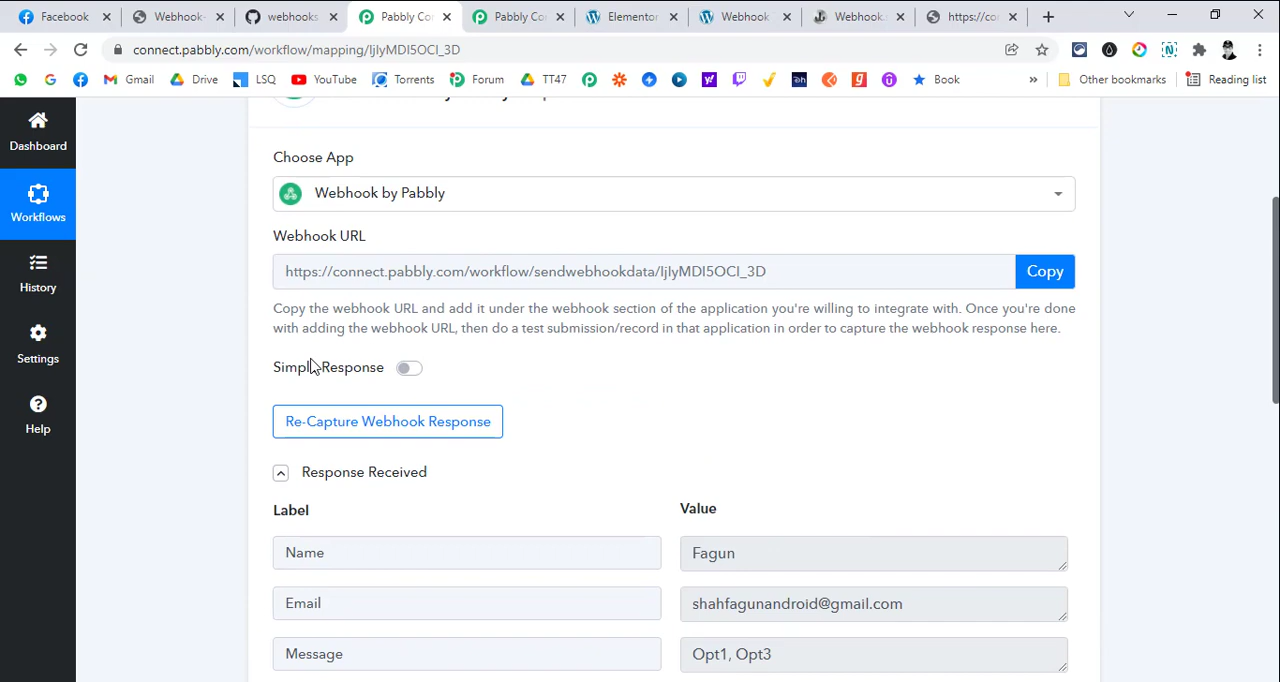 Facebook
Webhook
webhooks
Pabbly Co
Pabbly Co
Elementor
Webhook
Webhook.
https://co
connect.pabbly.com/workflow/mapping/IjIyMDI5OCI_3D
Gmail
Drive
LSQ
YouTube
Torrents
Forum
TT47
Book
»
Other bookmarks
Reading list
Dashboard
Workflows
History
Settings
Help
Choose App
Webhook by Pabbly
Webhook URL
https://connect.pabbly.com/workflow/sendwebhookdata/IjIyMDI5OCI_3D
Copy
Copy the webhook URL and add it under the webhook section of the application you're willing to integrate with. Once you're done
with adding the webhook URL, then do a test submission/record in that application in order to capture the webhook response here.
Simple Response
Re-Capture Webhook Response
Response Received
Label
Value
Name
Fagun
Email
shahfagunandroid@gmail.com
Message
Opt1, Opt3